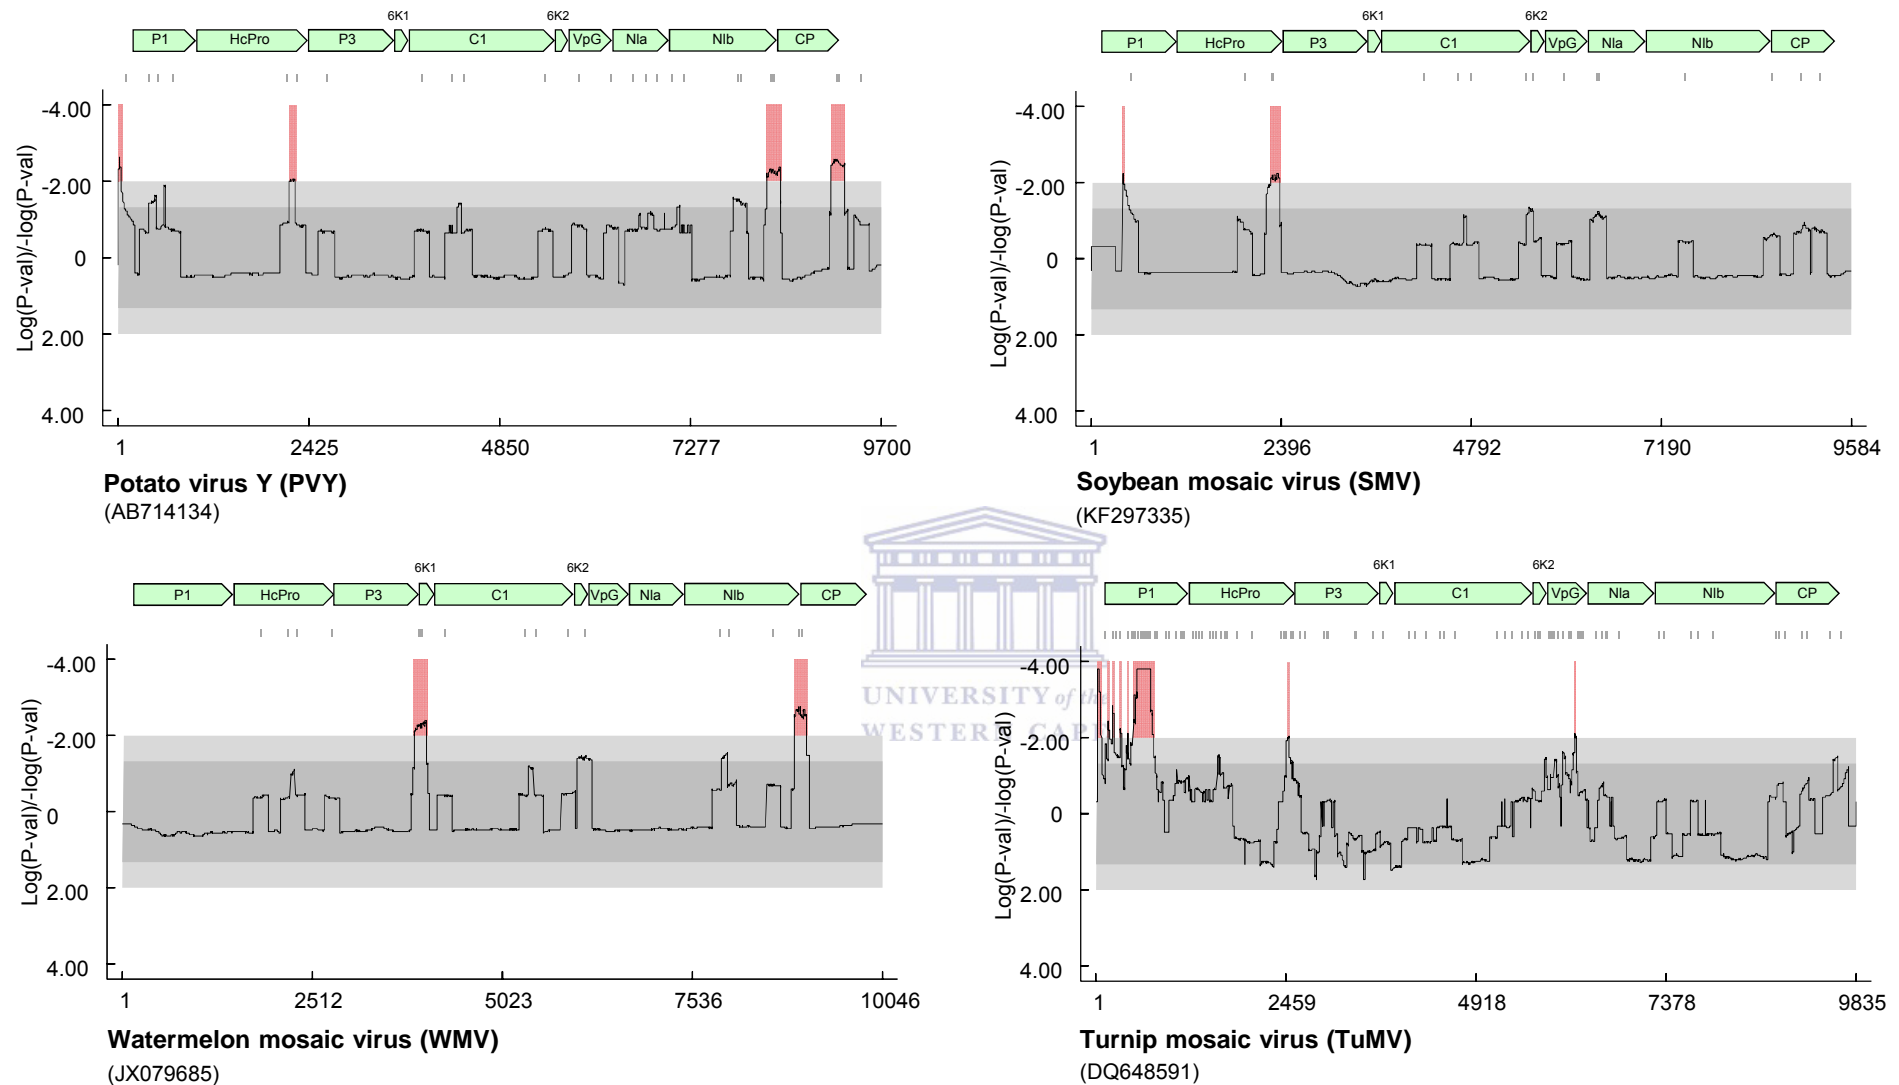 6K1 6K2
P1 HcPro P3 C1 VpG NIa NIb CP
-4.00
-2.00
0
2.00
4.00
Log(P-val)/-log(P-val)
1 2425 4850 7277 9700
Potato virus Y (PVY)
(AB714134)
6K1 6K2
P1 HcPro P3 C1 VpG NIa NIb CP
-4.00
-2.00
0
2.00
4.00
Log(P-val)/-log(P-val)
1 2396 4792 7190 9584
Soybean mosaic virus (SMV)
(KF297335)
UNIVERSITY of the
WESTERN CAPE
6K1 6K2
P1 HcPro P3 C1 VpG NIa NIb CP
-4.00
-2.00
0
2.00
4.00
Log(P-val)/-log(P-val)
1 2512 5023 7536 10046
Watermelon mosaic virus (WMV)
(JX079685)
6K1 6K2
P1 HcPro P3 C1 VpG NIa NIb CP
-4.00
-2.00
0
2.00
4.00
Log(P-val)/-log(P-val)
1 2459 4918 7378 9835
Turnip mosaic virus (TuMV)
(DQ648591)